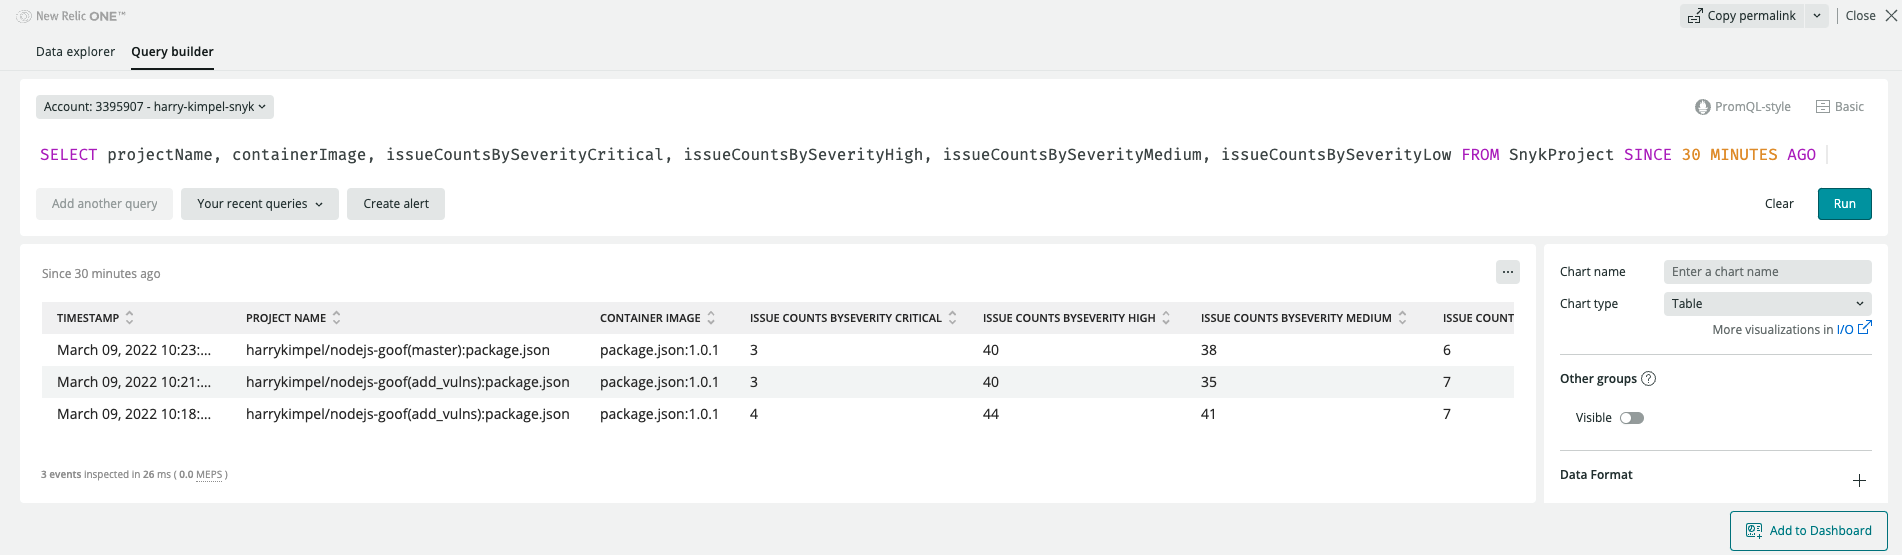 New Relic ONE™
Copy permalink
Close
Data explorer Query builder
Account: 3395907 - harry-kimpel-snyk
PromQL-style Basic
SELECT projectName, containerImage, issueCountsBySeverityCritical, issueCountsBySeverityHigh, issueCountsBySeverityMedium, issueCountsBySeverityLow FROM SnykProject SINCE 30 MINUTES AGO
Add another query Your recent queries Create alert Clear Run
Since 30 minutes ago
...
TIMESTAMP PROJECT NAME CONTAINER IMAGE ISSUE COUNTS BYSEVERITY CRITICAL ISSUE COUNTS BYSEVERITY HIGH ISSUE COUNTS BYSEVERITY MEDIUM ISSUE COUNT
March 09, 2022 10:23:... harrykimpel/nodejs-goof(master):package.json package.json:1.0.1 3 40 38 6
March 09, 2022 10:21:... harrykimpel/nodejs-goof(add_vulns):package.json package.json:1.0.1 3 40 35 7
March 09, 2022 10:18:... harrykimpel/nodejs-goof(add_vulns):package.json package.json:1.0.1 4 44 41 7
3 events inspected in 26 ms ( 0.0 MEPS )
Chart name Enter a chart name
Chart type Table
More visualizations in I/O
Other groups ?
Visible
Data Format
Add to Dashboard